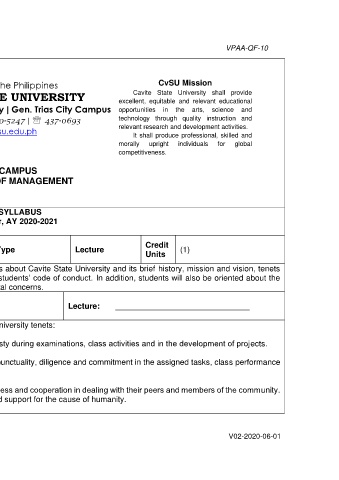 VPAA-QF-10
he Philippines
E UNIVERSITY
y | Gen. Trias City Campus
0-5247 | ☏ 437-0693
su.edu.ph
CvSU Mission
Cavite State University shall provide
excellent, equitable and relevant educational
opportunities in the arts, science and
technology through quality instruction and
relevant research and development activities.
It shall produce professional, skilled and
morally upright individuals for global
competitiveness.
CAMPUS
OF MANAGEMENT
SYLLABUS
r, AY 2020-2021
ype
Lecture
Credit
Units
(1)
s about Cavite State University and its brief history, mission and vision, tenets
students’ code of conduct. In addition, students will also be oriented about the
tal concerns.
Lecture: ____________________
niversity tenets:
sty during examinations, class activities and in the development of projects.
punctuality, diligence and commitment in the assigned tasks, class performance
ess and cooperation in dealing with their peers and members of the community.
d support for the cause of humanity.
V02-2020-06-01